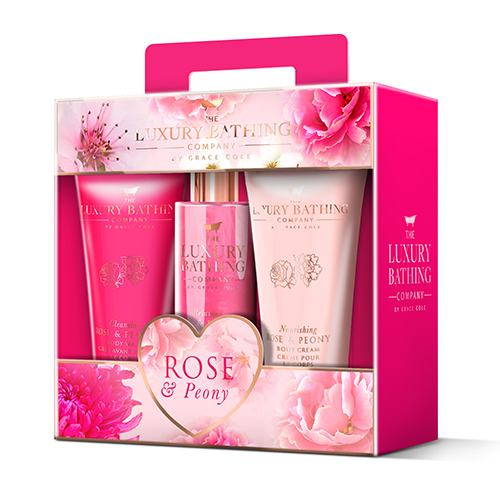 THE
LUXURY BATHING
COMPANY
BY GRACE COLE
THE
LUXURY BATHING
COMPANY
BY GRACE COLE
Cleansing
ROSE &
THE
LUXURY
BATHING
COMPANY
BY GRACE
THE
LUXURY BATHING
COMPANY
BY GRACE COLE
Nourishing
ROSE & PEONY
BODY CREAM
CRÈME POUR
CORPS
ROSE
& Peony
THE
LUXURY
BATHING
COMPANY
BY GRACE COLE